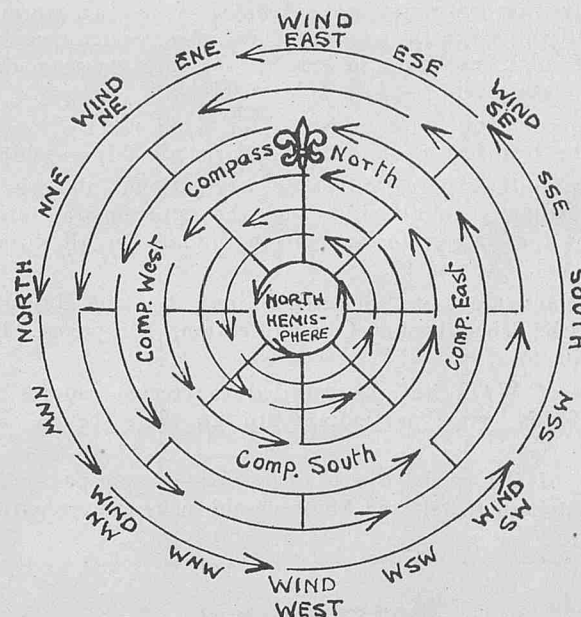 WIND
EAST
ENE
ESE
WIND
NE
WIND
SE
NNE
SSE
Compass North
NORTH
Comp. West
NORTH
HEMIS-
PHERE
Comp. East
SOUTH
NNW
SSW
Comp. South
WIND
NW
WIND
SW
WNW
WSW
WIND
WEST